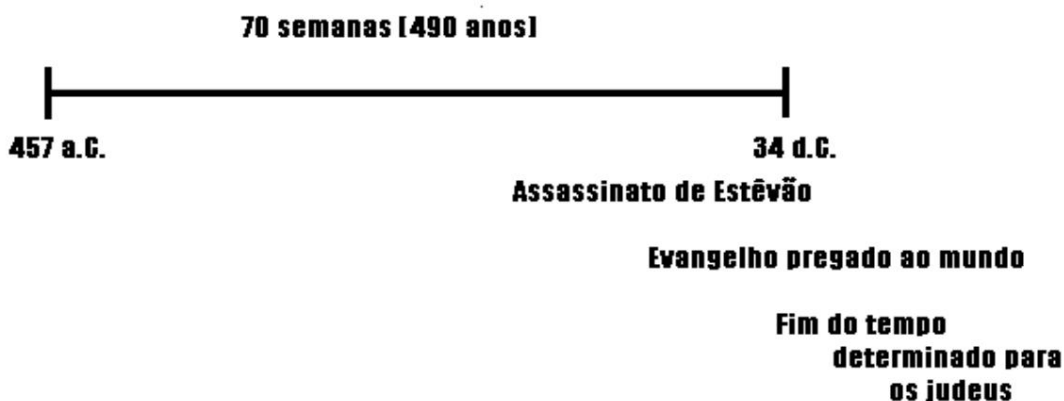 70 semanas [490 anos]
457 a.C.
34 d.C.
Assassinato de Estêvão
Evangelho pregado ao mundo
Fim do tempo
determinado para
os judeus